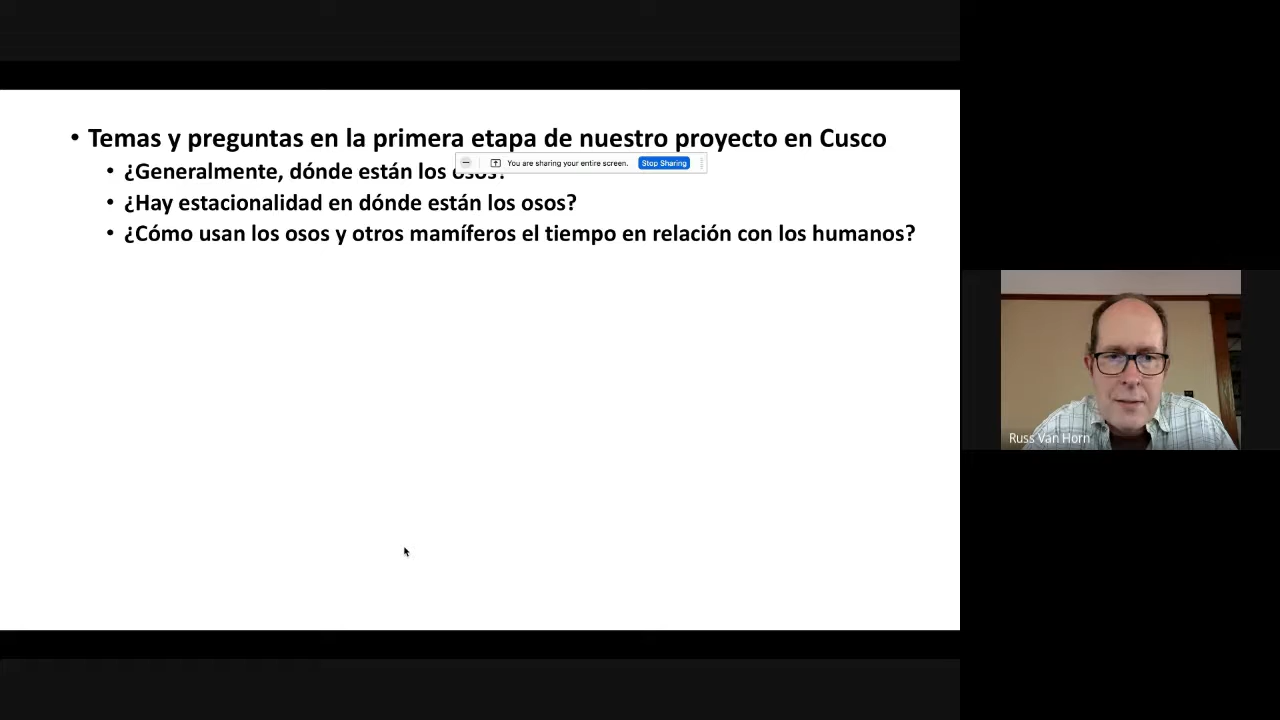 • Temas y preguntas en la primera etapa de nuestro proyecto en Cusco
You are sharing your entire screen. Stop Sharing
• ¿Generalmente, dónde están los osos?
• ¿Hay estacionalidad en dónde están los osos?
• ¿Cómo usan los osos y otros mamíferos el tiempo en relación con los humanos?
Russ Van Horn